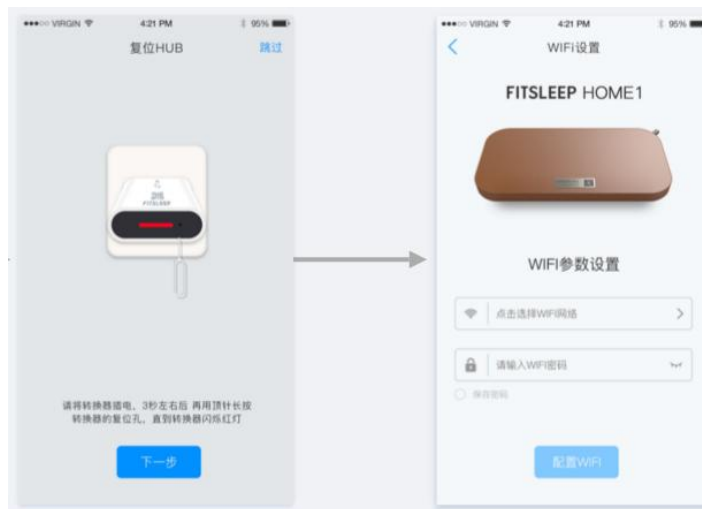 VIRGIN 4:21 PM 95%
复位HUB 跳过
FITSLEEP
请将转换器插电、3秒左右后 再用顶针长按
转换器的复位孔，直到转换器闪烁红灯
下一步
VIRGIN 4:21 PM 95%
WIFi设置
FITSLEEP HOME1
WIFI参数设置
点击选择WIFI网络
请输入WIFI密码
保存密码
配置WIFI